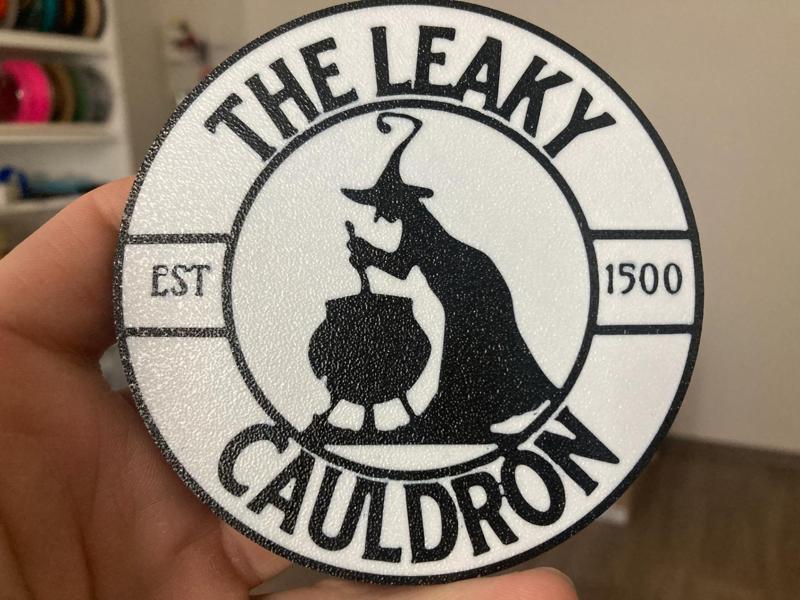 THE LEAKY
EST
1500
CAULDRON